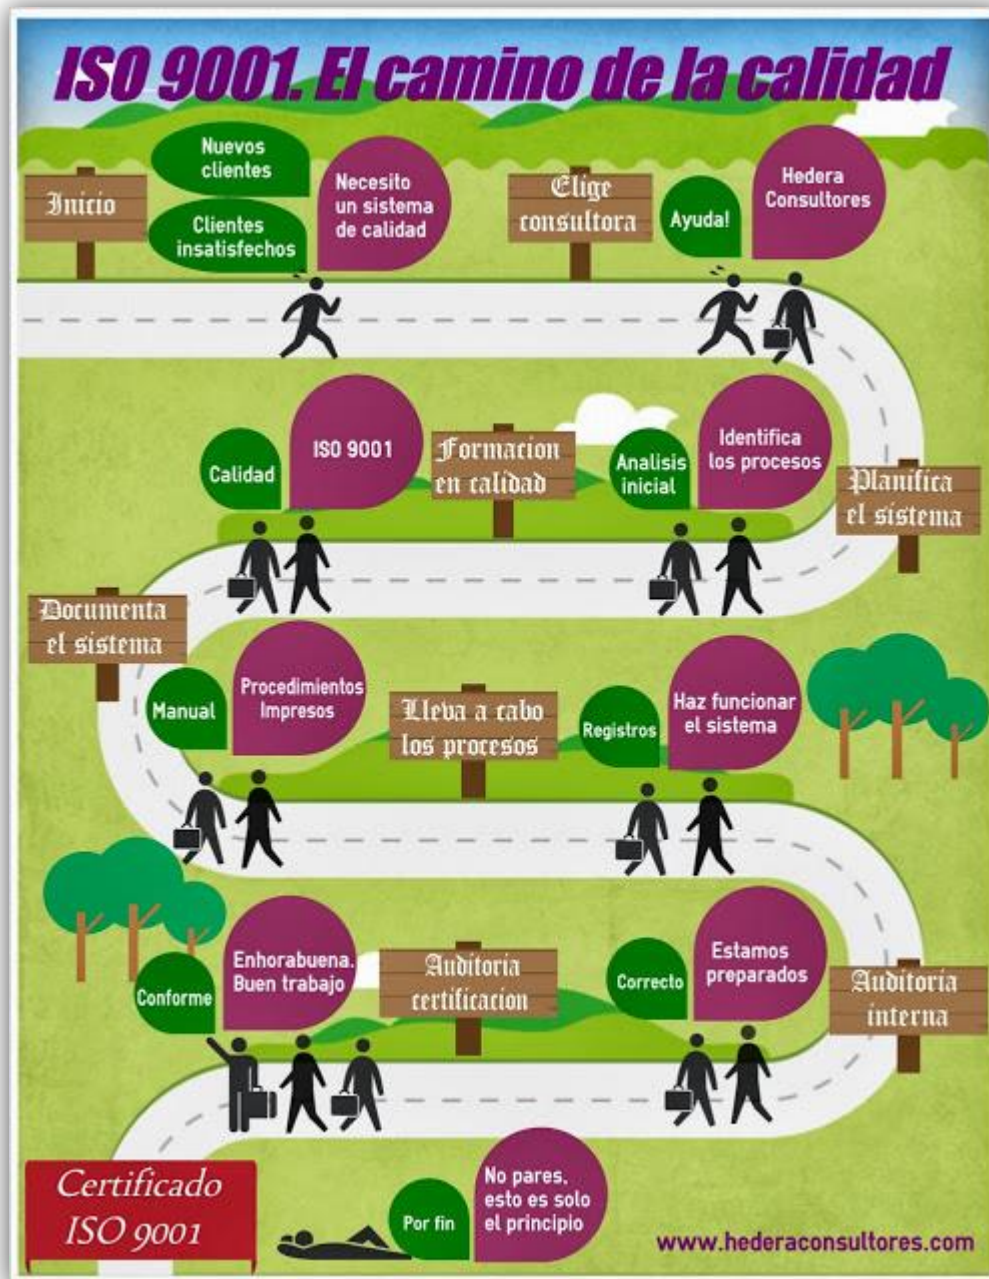 ISO 9001. El camino de la calidad
Inicio
Nuevos
clientes
Clientes
insatisfechos
Necesito
un sistema
de calidad
Elige
consultora
Ayuda!
Hedera
Consultores
Planifica
el sistema
Identifica
los procesos
Analisis
inicial
Formacion
en calidad
ISO 9001
Calidad
Documenta
el sistema
Manual
Procedimientos
Impresos
Lleva a cabo
los procesos
Registros
Haz funcionar
el sistema
Auditoria
interna
Estamos
preparados
Correcto
Auditoria
certificacion
Enhorabuena.
Buen trabajo
Conforme
Certificado
ISO 9001
Por fin
No pares,
esto es solo
el principio
www.hederaconsultores.com